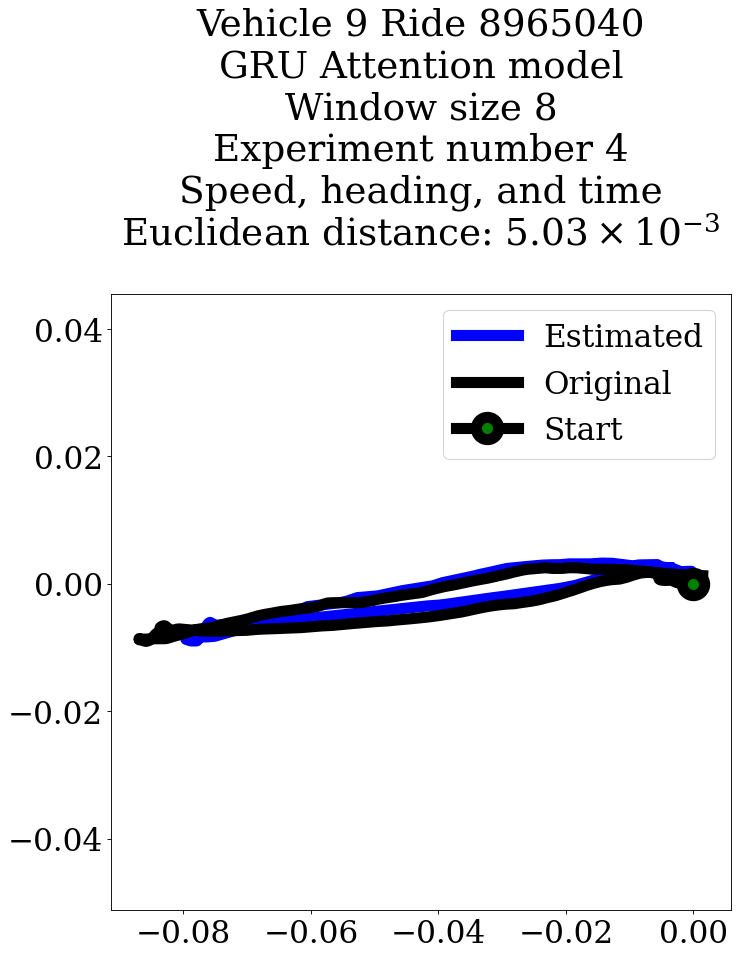 Vehicle 9 Ride 8965040
GRU Attention model
Window size 8
Experiment number 4
Speed, heading, and time
Euclidean distance: 5.03 × 10⁻³
Estimated
Original
Start
0.04
0.02
0.00
−0.02
−0.04
−0.08 −0.06 −0.04 −0.02 0.00